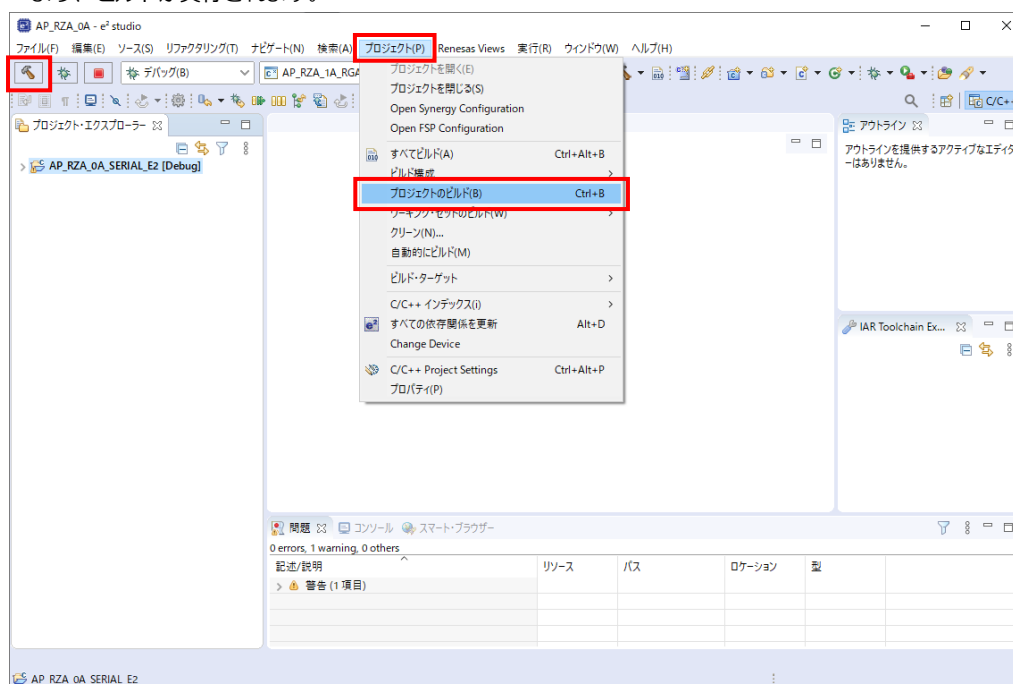 AP_RZA_0A - e² studio
ファイル(F) 編集(E) ソース(S) リファクタリング(T) ナビゲート(N) 検索(A) プロジェクト(P) Renesas Views 実行(R) ウィンドウ(W) ヘルプ(H)
デバッグ(B)
AP_RZA_1A_RGA
プロジェクトを開く(E)
プロジェクトを閉じる(S)
Open Synergy Configuration
Open FSP Configuration
すべてビルド(A) Ctrl+Alt+B
ビルド構成
プロジェクトのビルド(B) Ctrl+B
ワーキング・セットのビルド(W)
クリーン(N)...
自動的にビルド(M)
ビルド・ターゲット
C/C++ インデックス(i)
すべての依存関係を更新 Alt+D
Change Device
C/C++ Project Settings Ctrl+Alt+P
プロパティ(P)
C/C++
プロジェクト・エクスプローラー
AP_RZA_0A_SERIAL_E2 [Debug]
アウトライン
アウトラインを提供するアクティブなエディタ
ーはありません。
IAR Toolchain Ex...
問題 コンソール スマート・ブラウザー
0 errors, 1 warning, 0 others
記述/説明 リソース パス ロケーション 型
警告 (1 項目)
AP_RZA_0A_SERIAL_E2